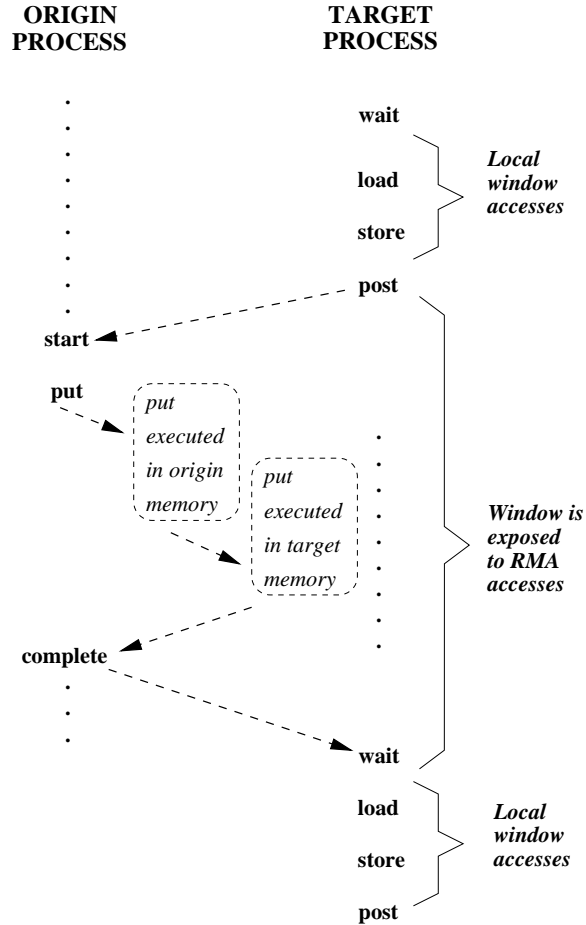 ORIGIN
PROCESS
TARGET
PROCESS
wait
load
store
Local
window
accesses
post
start
put
put
executed
in origin
memory
put
executed
in target
memory
Window is
exposed
to RMA
accesses
complete
wait
load
store
post
Local
window
accesses